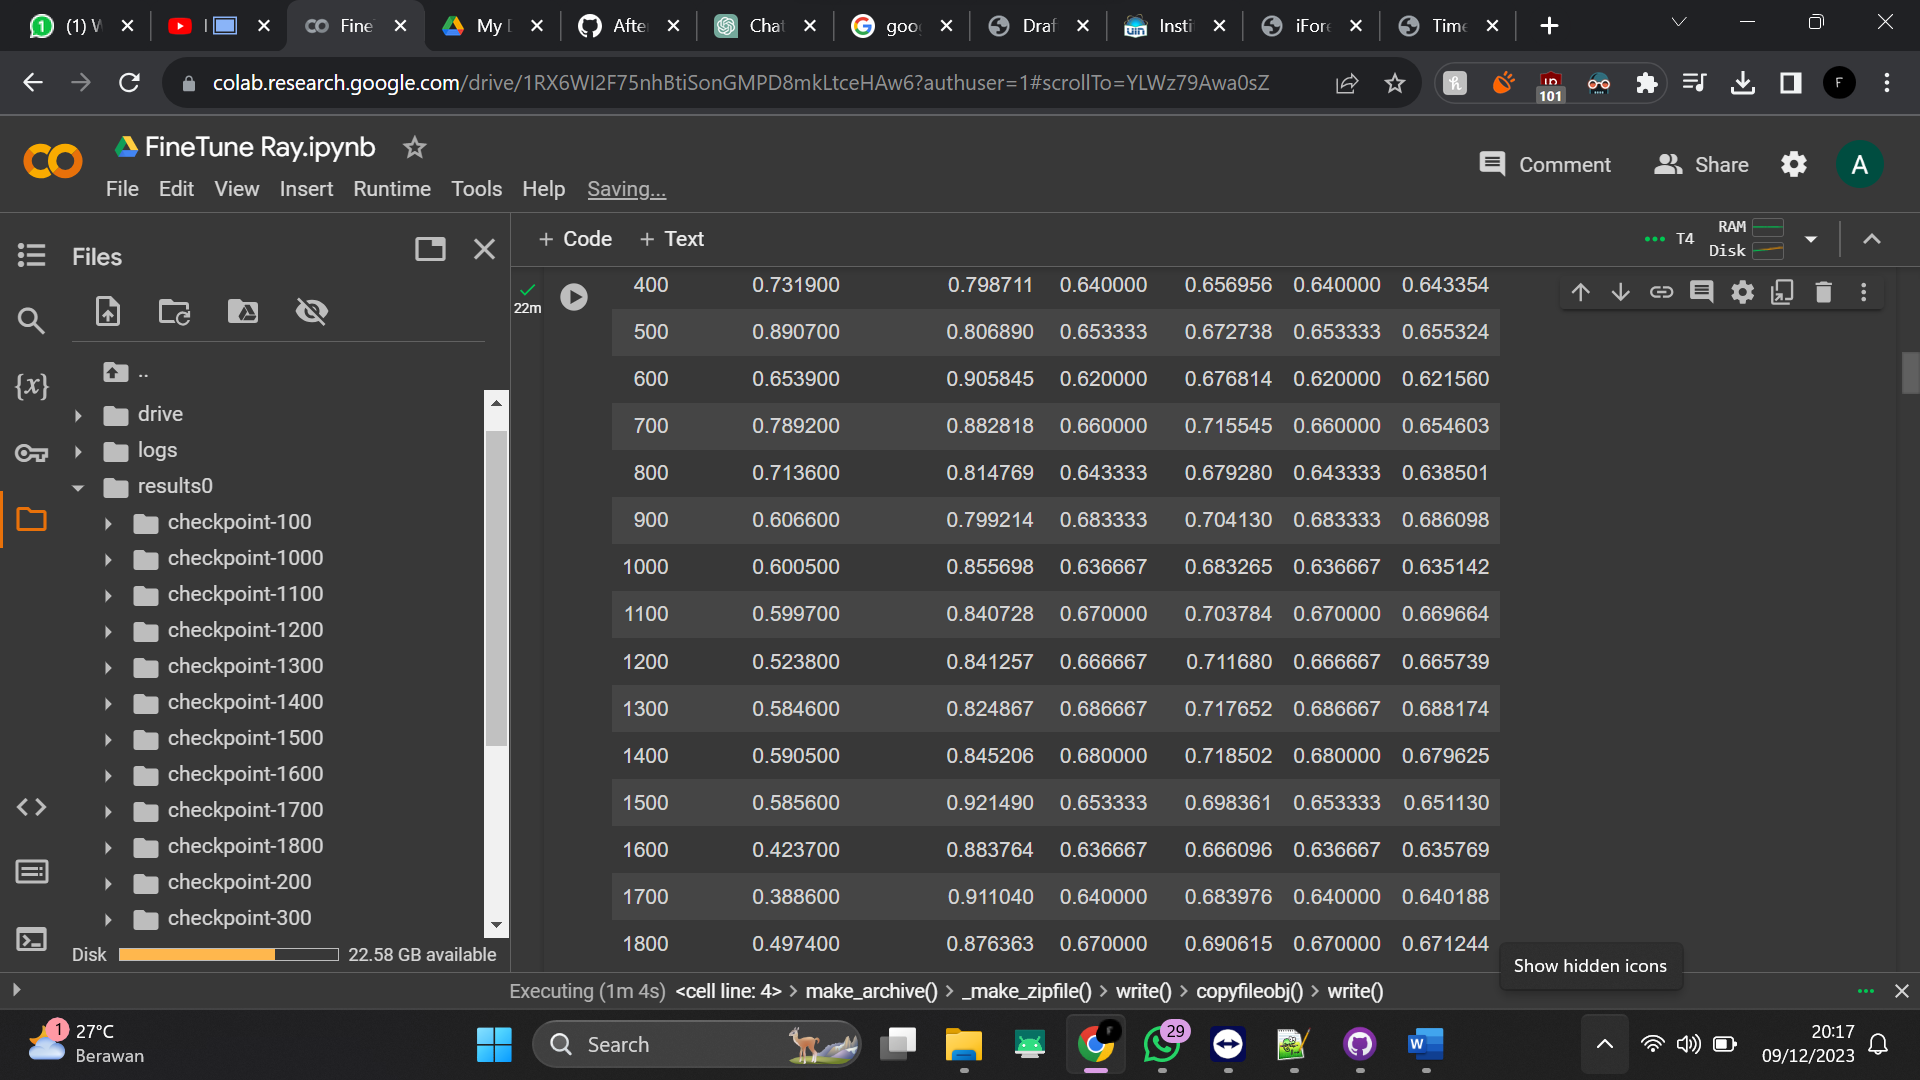 (1) W
Fine
My D
After
Chat
goo
Draf
Insti
iFor
Time
colab.research.google.com/drive/1RX6WI2F75nhBtiSonGMPD8mkLtceHAw6?authuser=1#scrollTo=YLWz79Awa0sZ
101
F
FineTune Ray.ipynb
Comment
Share
A
File Edit View Insert Runtime Tools Help Saving...
Files
+ Code + Text
T4
RAM
Disk
..
drive
logs
results0
checkpoint-100
checkpoint-1000
checkpoint-1100
checkpoint-1200
checkpoint-1300
checkpoint-1400
checkpoint-1500
checkpoint-1600
checkpoint-1700
checkpoint-1800
checkpoint-200
checkpoint-300
Disk 22.58 GB available
22m
400 0.731900 0.798711 0.640000 0.656956 0.640000 0.643354
500 0.890700 0.806890 0.653333 0.672738 0.653333 0.655324
600 0.653900 0.905845 0.620000 0.676814 0.620000 0.621560
700 0.789200 0.882818 0.660000 0.715545 0.660000 0.654603
800 0.713600 0.814769 0.643333 0.679280 0.643333 0.638501
900 0.606600 0.799214 0.683333 0.704130 0.683333 0.686098
1000 0.600500 0.855698 0.636667 0.683265 0.636667 0.635142
1100 0.599700 0.840728 0.670000 0.703784 0.670000 0.669664
1200 0.523800 0.841257 0.666667 0.711680 0.666667 0.665739
1300 0.584600 0.824867 0.686667 0.717652 0.686667 0.688174
1400 0.590500 0.845206 0.680000 0.718502 0.680000 0.679625
1500 0.585600 0.921490 0.653333 0.698361 0.653333 0.651130
1600 0.423700 0.883764 0.636667 0.666096 0.636667 0.635769
1700 0.388600 0.911040 0.640000 0.683976 0.640000 0.640188
1800 0.497400 0.876363 0.670000 0.690615 0.670000 0.671244
Show hidden icons
Executing (1m 4s) <cell line: 4> > make_archive() > _make_zipfile() > write() > copyfileobj() > write()
1
27°C
Berawan
Search
29
20:17
09/12/2023